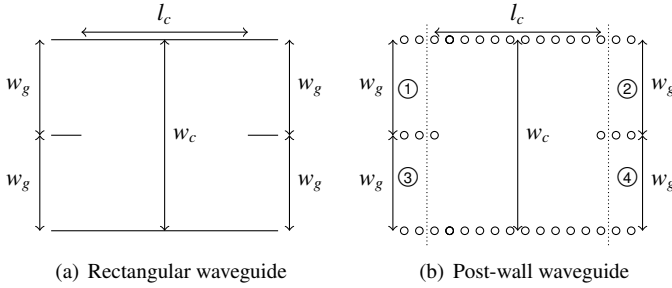 l_c
l_c
w_g
w_g
w_g
w_g
w_c
w_c
①
②
w_g
w_g
w_g
w_g
③
④
(a) Rectangular waveguide
(b) Post-wall waveguide